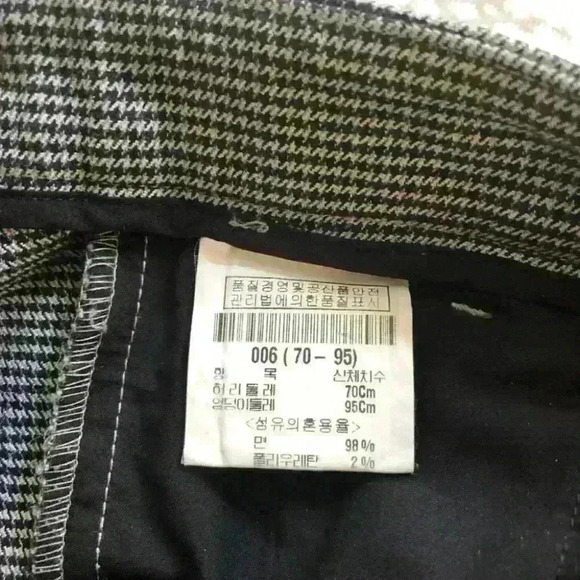 품질경영및공산품안전
관리법에의한품질표시
006 ( 70 - 95)
항 목 신체치수
허리둘레 70Cm
엉덩이둘레 95Cm
<섬유의혼용율>
면 98%
폴리우레탄 2%